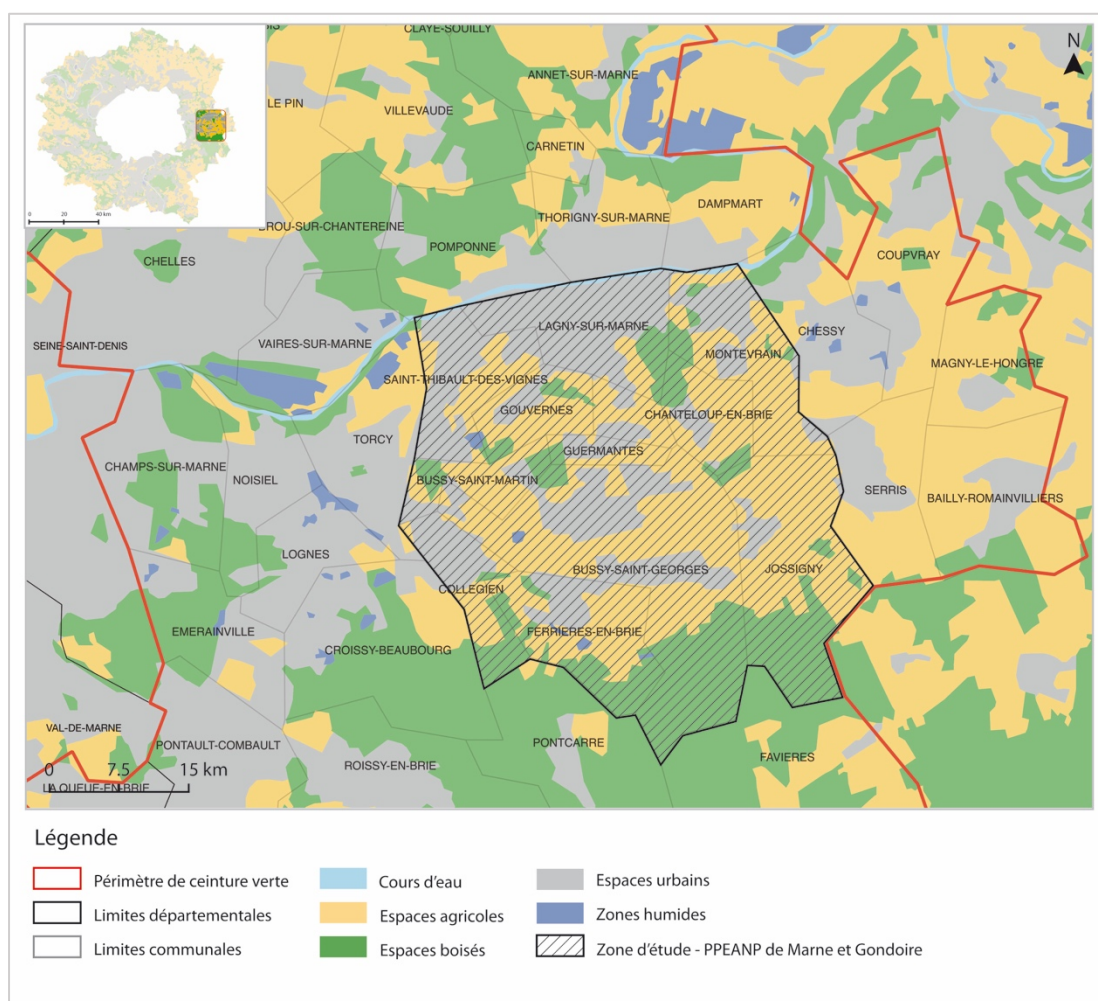 CLAYE-SOUILLY
N
ANNET-SUR-MARNE
LE PIN
VILLEVAUDE
CARNETIN
0 20 40 km
DAMPMART
THORIGNY-SUR-MARNE
BROU-SUR-CHANTEREINE
POMPONNE
COUPVRAY
CHELLES
LAGNY-SUR-MARNE
CHESSY
SEINE-SAINT-DENIS
VAIRES-SUR-MARNE
MONTEVRAIN
MAGNY-LE-HONGRE
SAINT-THIBAULT-DES-VIGNES
GOUVERNES
CHANTELOUP-EN-BRIE
TORCY
GUERMANTES
CHAMPS-SUR-MARNE
NOISIEL
BUSSY-SAINT-MARTIN
SERRIS
BAILLY-ROMAINVILLIERS
LOGNES
BUSSY-SAINT-GEORGES
JOSSIGNY
COLLEGIEN
EMERAINVILLE
FERRIERES-EN-BRIE
CROISSY-BEAUBOURG
VAL-DE-MARNE
PONTAULT-COMBAULT
PONTCARRE
FAVIERES
ROISSY-EN-BRIE
0 7.5 15 km
LA QUEUE-EN-BRIE
Légende
Périmètre de ceinture verte
Cours d'eau
Espaces urbains
Limites départementales
Espaces agricoles
Zones humides
Limites communales
Espaces boisés
Zone d'étude - PPEANP de Marne et Gondoire